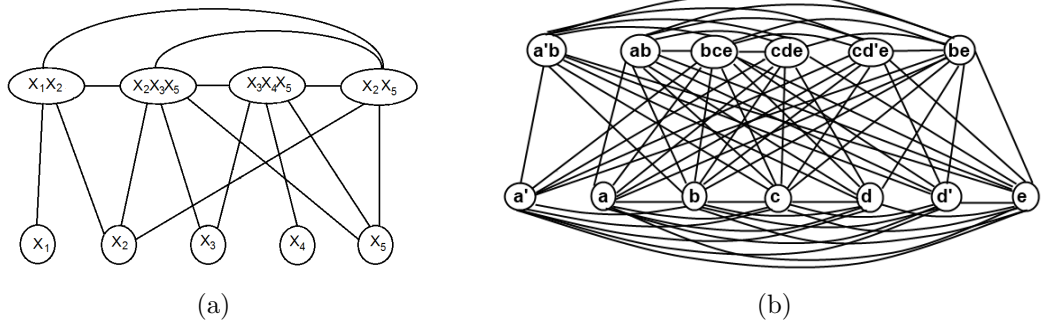 X₁X₂ X₂X₃X₅ X₃X₄X₅ X₂X₅
X₁ X₂ X₃ X₄ X₅
(a)
a'b ab bce cde cd'e be
a' a b c d d' e
(b)